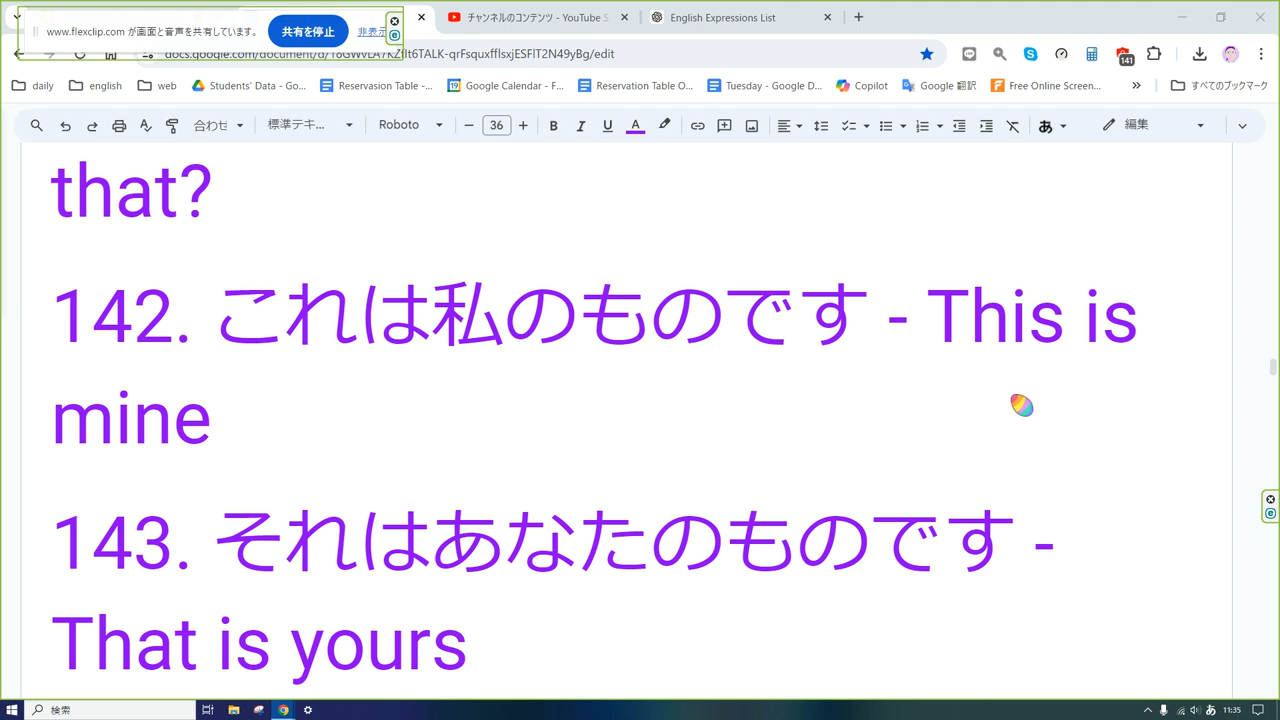 www.flexclip.com が画面と音声を共有しています。 共有を停止 非表示
チャンネルのコンテンツ - YouTube S
English Expressions List
141
daily english web Students' Data - Go... Reservasion Table -... Google Calendar - F... Reservation Table O... Tuesday - Google D... Copilot Google 翻訳 Free Online Screen... » すべてのブックマーク
標準テキ... Roboto 36 B I U A あ 編集
that?
142. これは私のものです - This is
mine
143. それはあなたのものです -
That is yours
検索 あ 11:35